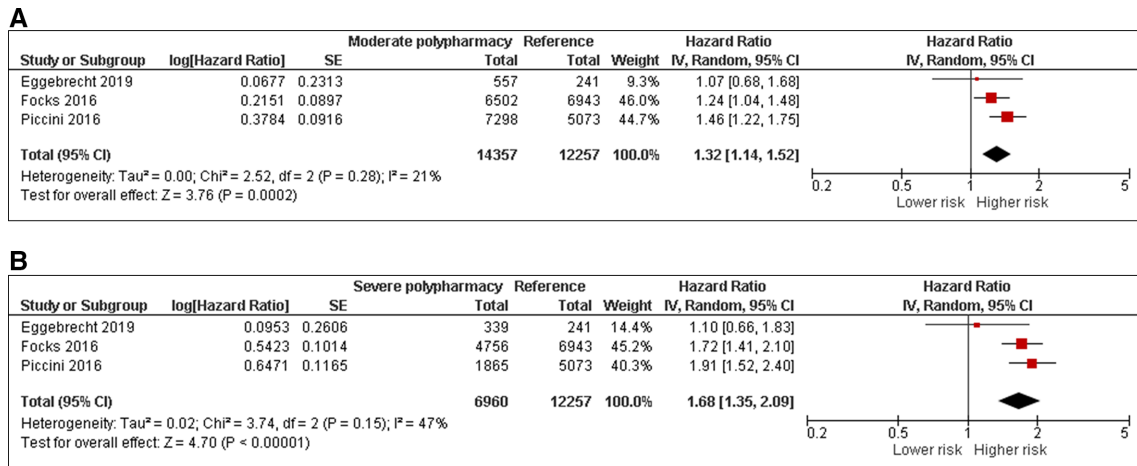 A
Moderate polypharmacy Reference Hazard Ratio Hazard Ratio
Study or Subgroup log[Hazard Ratio] SE Total Total Weight IV, Random, 95% CI IV, Random, 95% CI
Eggebrecht 2019 0.0677 0.2313 557 241 9.3% 1.07 [0.68, 1.68]
Focks 2016 0.2151 0.0897 6502 6943 46.0% 1.24 [1.04, 1.48]
Piccini 2016 0.3784 0.0916 7298 5073 44.7% 1.46 [1.22, 1.75]
Total (95% CI) 14357 12257 100.0% 1.32 [1.14, 1.52]
Heterogeneity: Tau² = 0.00; Chi² = 2.52, df = 2 (P = 0.28); I² = 21%
Test for overall effect: Z = 3.76 (P = 0.0002)
0.2 0.5 1 2 5
Lower risk Higher risk
B
Severe polypharmacy Reference Hazard Ratio Hazard Ratio
Study or Subgroup log[Hazard Ratio] SE Total Total Weight IV, Random, 95% CI IV, Random, 95% CI
Eggebrecht 2019 0.0953 0.2606 339 241 14.4% 1.10 [0.66, 1.83]
Focks 2016 0.5423 0.1014 4756 6943 45.2% 1.72 [1.41, 2.10]
Piccini 2016 0.6471 0.1165 1865 5073 40.3% 1.91 [1.52, 2.40]
Total (95% CI) 6960 12257 100.0% 1.68 [1.35, 2.09]
Heterogeneity: Tau² = 0.02; Chi² = 3.74, df = 2 (P = 0.15); I² = 47%
Test for overall effect: Z = 4.70 (P < 0.00001)
0.2 0.5 1 2 5
Lower risk Higher risk